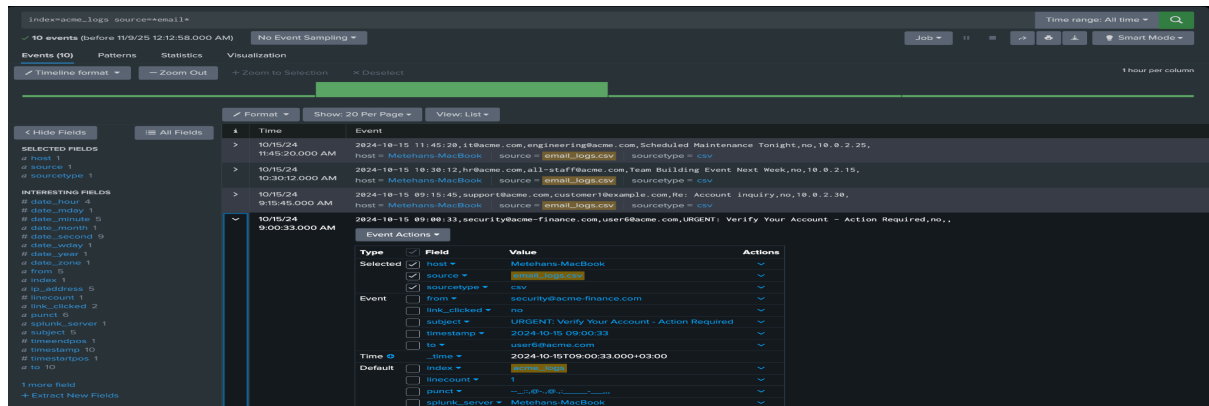 index=acme_logs source=*email*
Time range: All time
✓ 10 events (before 11/9/25 12:12:58.000 AM)
No Event Sampling
Job
Smart Mode
Events (10)
Patterns
Statistics
Visualization
Timeline format
— Zoom Out
+ Zoom to Selection
× Deselect
1 hour per column
Format
Show: 20 Per Page
View: List
< Hide Fields
All Fields
i
Time
Event
SELECTED FIELDS
a host 1
a source 1
a sourcetype 1
INTERESTING FIELDS
# date_hour 4
# date_mday 1
# date_minute 5
a date_month 1
# date_second 9
a date_wday 1
# date_year 1
a date_zone 1
a from 5
a index 1
a ip_address 5
# linecount 1
a link_clicked 2
a punct 6
a splunk_server 1
a subject 5
# timeendpos 1
a timestamp 10
# timestartpos 1
a to 10
1 more field
+ Extract New Fields
> 10/15/24 11:45:20.000 AM
2024-10-15 11:45:20,it@acme.com,engineering@acme.com,Scheduled Maintenance Tonight,no,10.0.2.25,
host = Metehans-MacBook source = email_logs.csv sourcetype = csv
> 10/15/24 10:30:12.000 AM
2024-10-15 10:30:12,hr@acme.com,all-staff@acme.com,Team Building Event Next Week,no,10.0.2.15,
host = Metehans-MacBook source = email_logs.csv sourcetype = csv
> 10/15/24 9:15:45.000 AM
2024-10-15 09:15:45,support@acme.com,customer1@example.com,Re: Account inquiry,no,10.0.2.30,
host = Metehans-MacBook source = email_logs.csv sourcetype = csv
10/15/24 9:00:33.000 AM
2024-10-15 09:00:33,security@acme-finance.com,user6@acme.com,URGENT: Verify Your Account - Action Required,no,,
Event Actions
Type Field Value Actions
Selected host Metehans-MacBook
source email_logs.csv
sourcetype csv
Event from security@acme-finance.com
link_clicked no
subject URGENT: Verify Your Account - Action Required
timestamp 2024-10-15 09:00:33
to user6@acme.com
Time _time 2024-10-15T09:00:33.000+03:00
Default index acme_logs
linecount 1
punct
splunk_server Metehans-MacBook